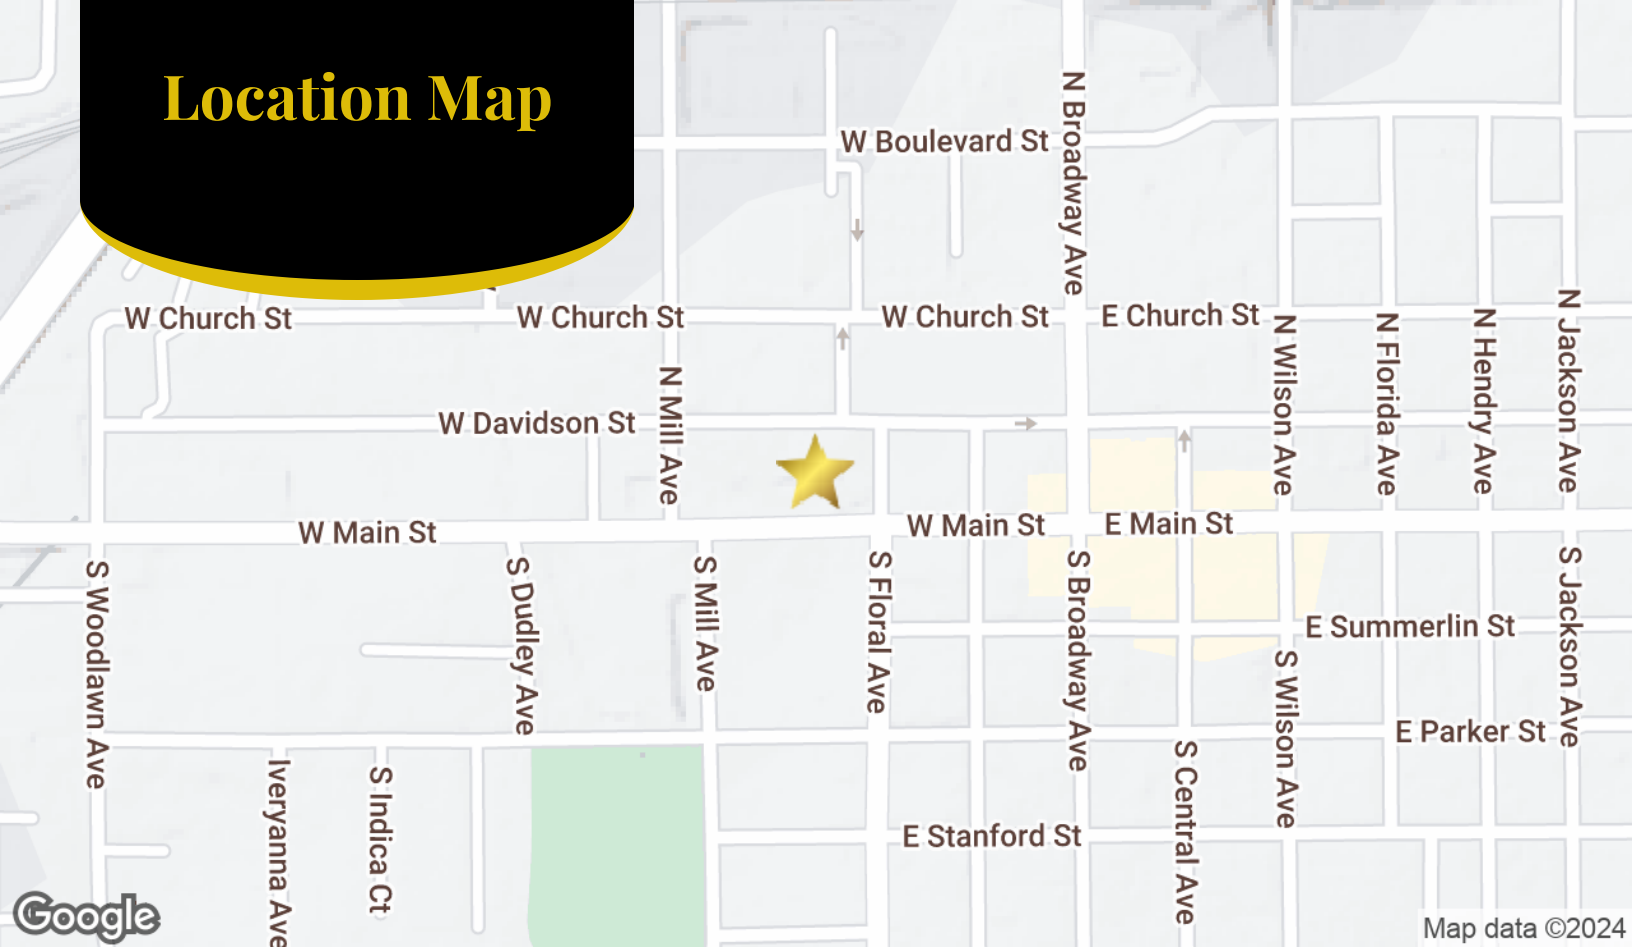 Location Map
N Broadway Ave
W Boulevard St
W Church St
W Church St
W Church St
E Church St
N Wilson Ave
N Florida Ave
N Hendry Ave
N Jackson Ave
N Mill Ave
W Davidson St
W Main St
W Main St
E Main St
S Woodlawn Ave
S Dudley Ave
S Mill Ave
S Floral Ave
S Broadway Ave
S Jackson Ave
E Summerlin St
S Wilson Ave
E Parker St
Iveryanna Ave
S Indica Ct
S Central Ave
E Stanford St
Google
Map data ©2024